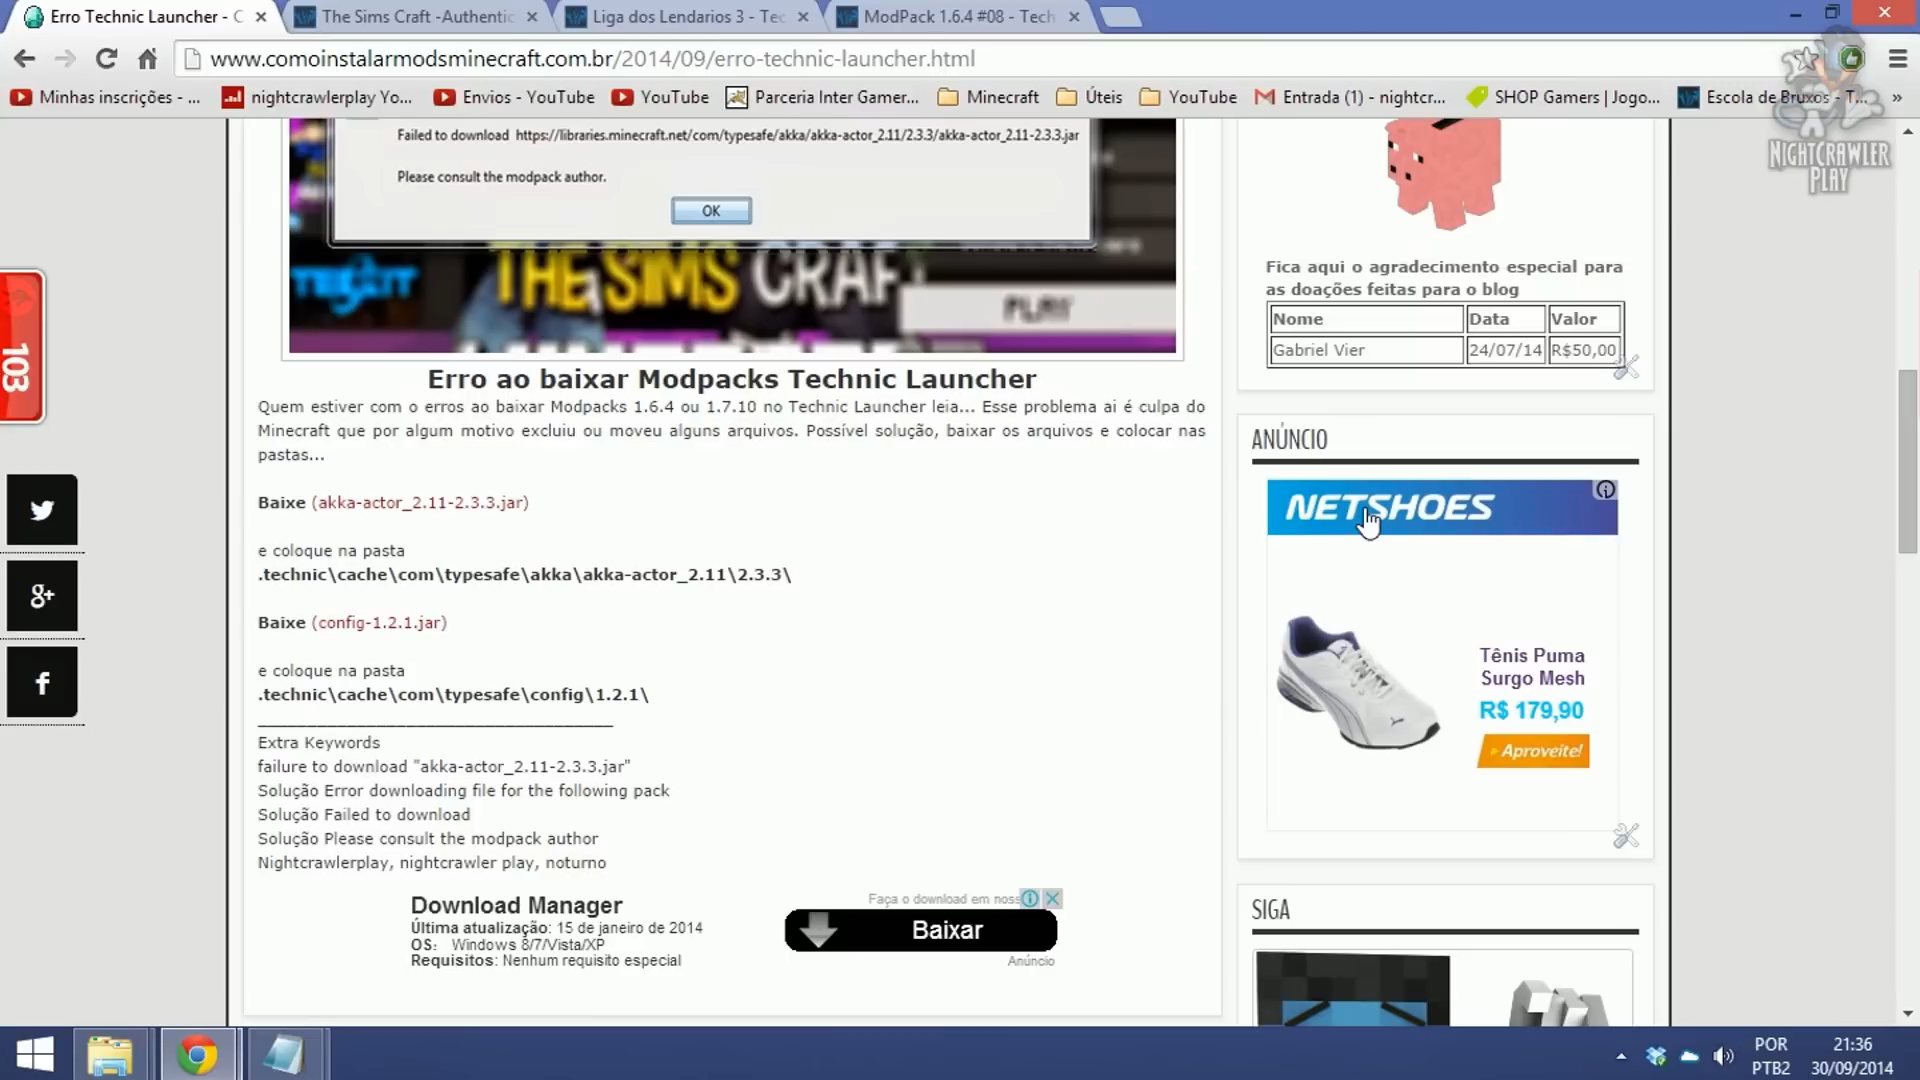 Erro Technic Launcher - C
The Sims Craft -Authentic
Liga dos Lendarios 3 - Tec
ModPack 1.6.4 #08 - Tech
www.comoinstalarmodsminecraft.com.br/2014/09/erro-technic-launcher.html
Minhas inscrições - ...
nightcrawlerplay Yo...
Envios - YouTube
YouTube
Parceria Inter Gamer...
Minecraft
Úteis
YouTube
Entrada (1) - nightcr...
SHOP Gamers | Jogo...
Escola de Bruxos - T...
»
NIGHTCRAWLER
PLAY
Failed to download https://libraries.minecraft.net/com/typesafe/akka/akka-actor_2.11/2.3.3/akka-actor_2.11-2.3.3.jar
Please consult the modpack author.
OK
THE SIMS CRAFT
PLAY
Erro ao baixar Modpacks Technic Launcher
Quem estiver com o erros ao baixar Modpacks 1.6.4 ou 1.7.10 no Technic Launcher leia... Esse problema ai é culpa do
Minecraft que por algum motivo excluiu ou moveu alguns arquivos. Possível solução, baixar os arquivos e colocar nas
pastas...
Baixe (akka-actor_2.11-2.3.3.jar)
e coloque na pasta
.technic\cache\com\typesafe\akka\akka-actor_2.11\2.3.3\
Baixe (config-1.2.1.jar)
e coloque na pasta
.technic\cache\com\typesafe\config\1.2.1\
Extra Keywords
failure to download "akka-actor_2.11-2.3.3.jar"
Solução Error downloading file for the following pack
Solução Failed to download
Solução Please consult the modpack author
Nightcrawlerplay, nightcrawler play, noturno
Download Manager
Última atualização: 15 de janeiro de 2014
OS: Windows 8/7/Vista/XP
Requisitos: Nenhum requisito especial
Faça o download em noss
Baixar
Anúncio
103
g+
f
Fica aqui o agradecimento especial para
as doações feitas para o blog
Nome Data Valor
Gabriel Vier 24/07/14 R$50,00
ANÚNCIO
NETSHOES
Tênis Puma
Surgo Mesh
R$ 179,90
Aproveite!
SIGA
POR
PTB2
21:36
30/09/2014